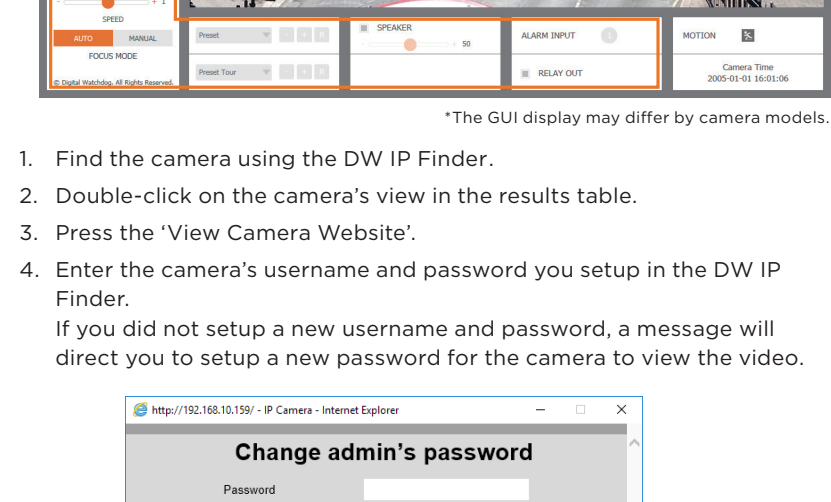 - + 1
SPEED
AUTO MANUAL
FOCUS MODE
© Digital Watchdog. All Rights Reserved.
Preset - + R
Preset Tour - + R
SPEAKER
- + 50
ALARM INPUT 1
RELAY OUT
MOTION
Camera Time
2005-01-01 16:01:06
*The GUI display may differ by camera models.
1. Find the camera using the DW IP Finder.
2. Double-click on the camera’s view in the results table.
3. Press the ‘View Camera Website’.
4. Enter the camera’s username and password you setup in the DW IP
Finder.
If you did not setup a new username and password, a message will
direct you to setup a new password for the camera to view the video.
http://192.168.10.159/ - IP Camera - Internet Explorer
Change admin's password
Password